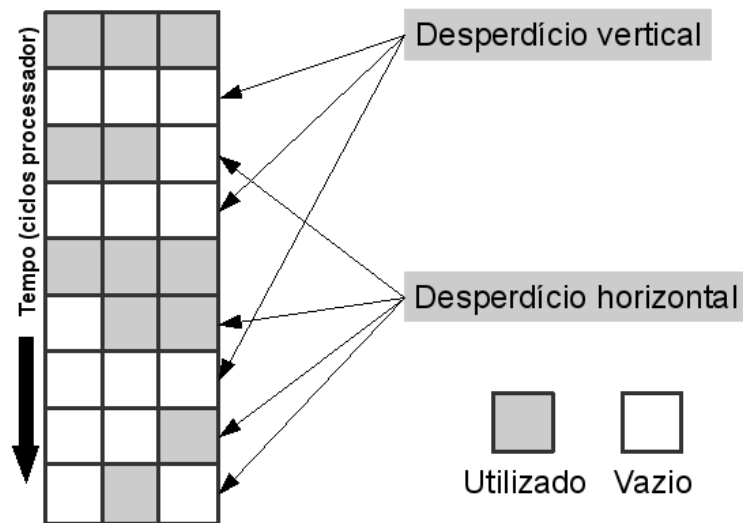 Desperdício vertical
Tempo (ciclos processador)
Desperdício horizontal
Utilizado
Vazio